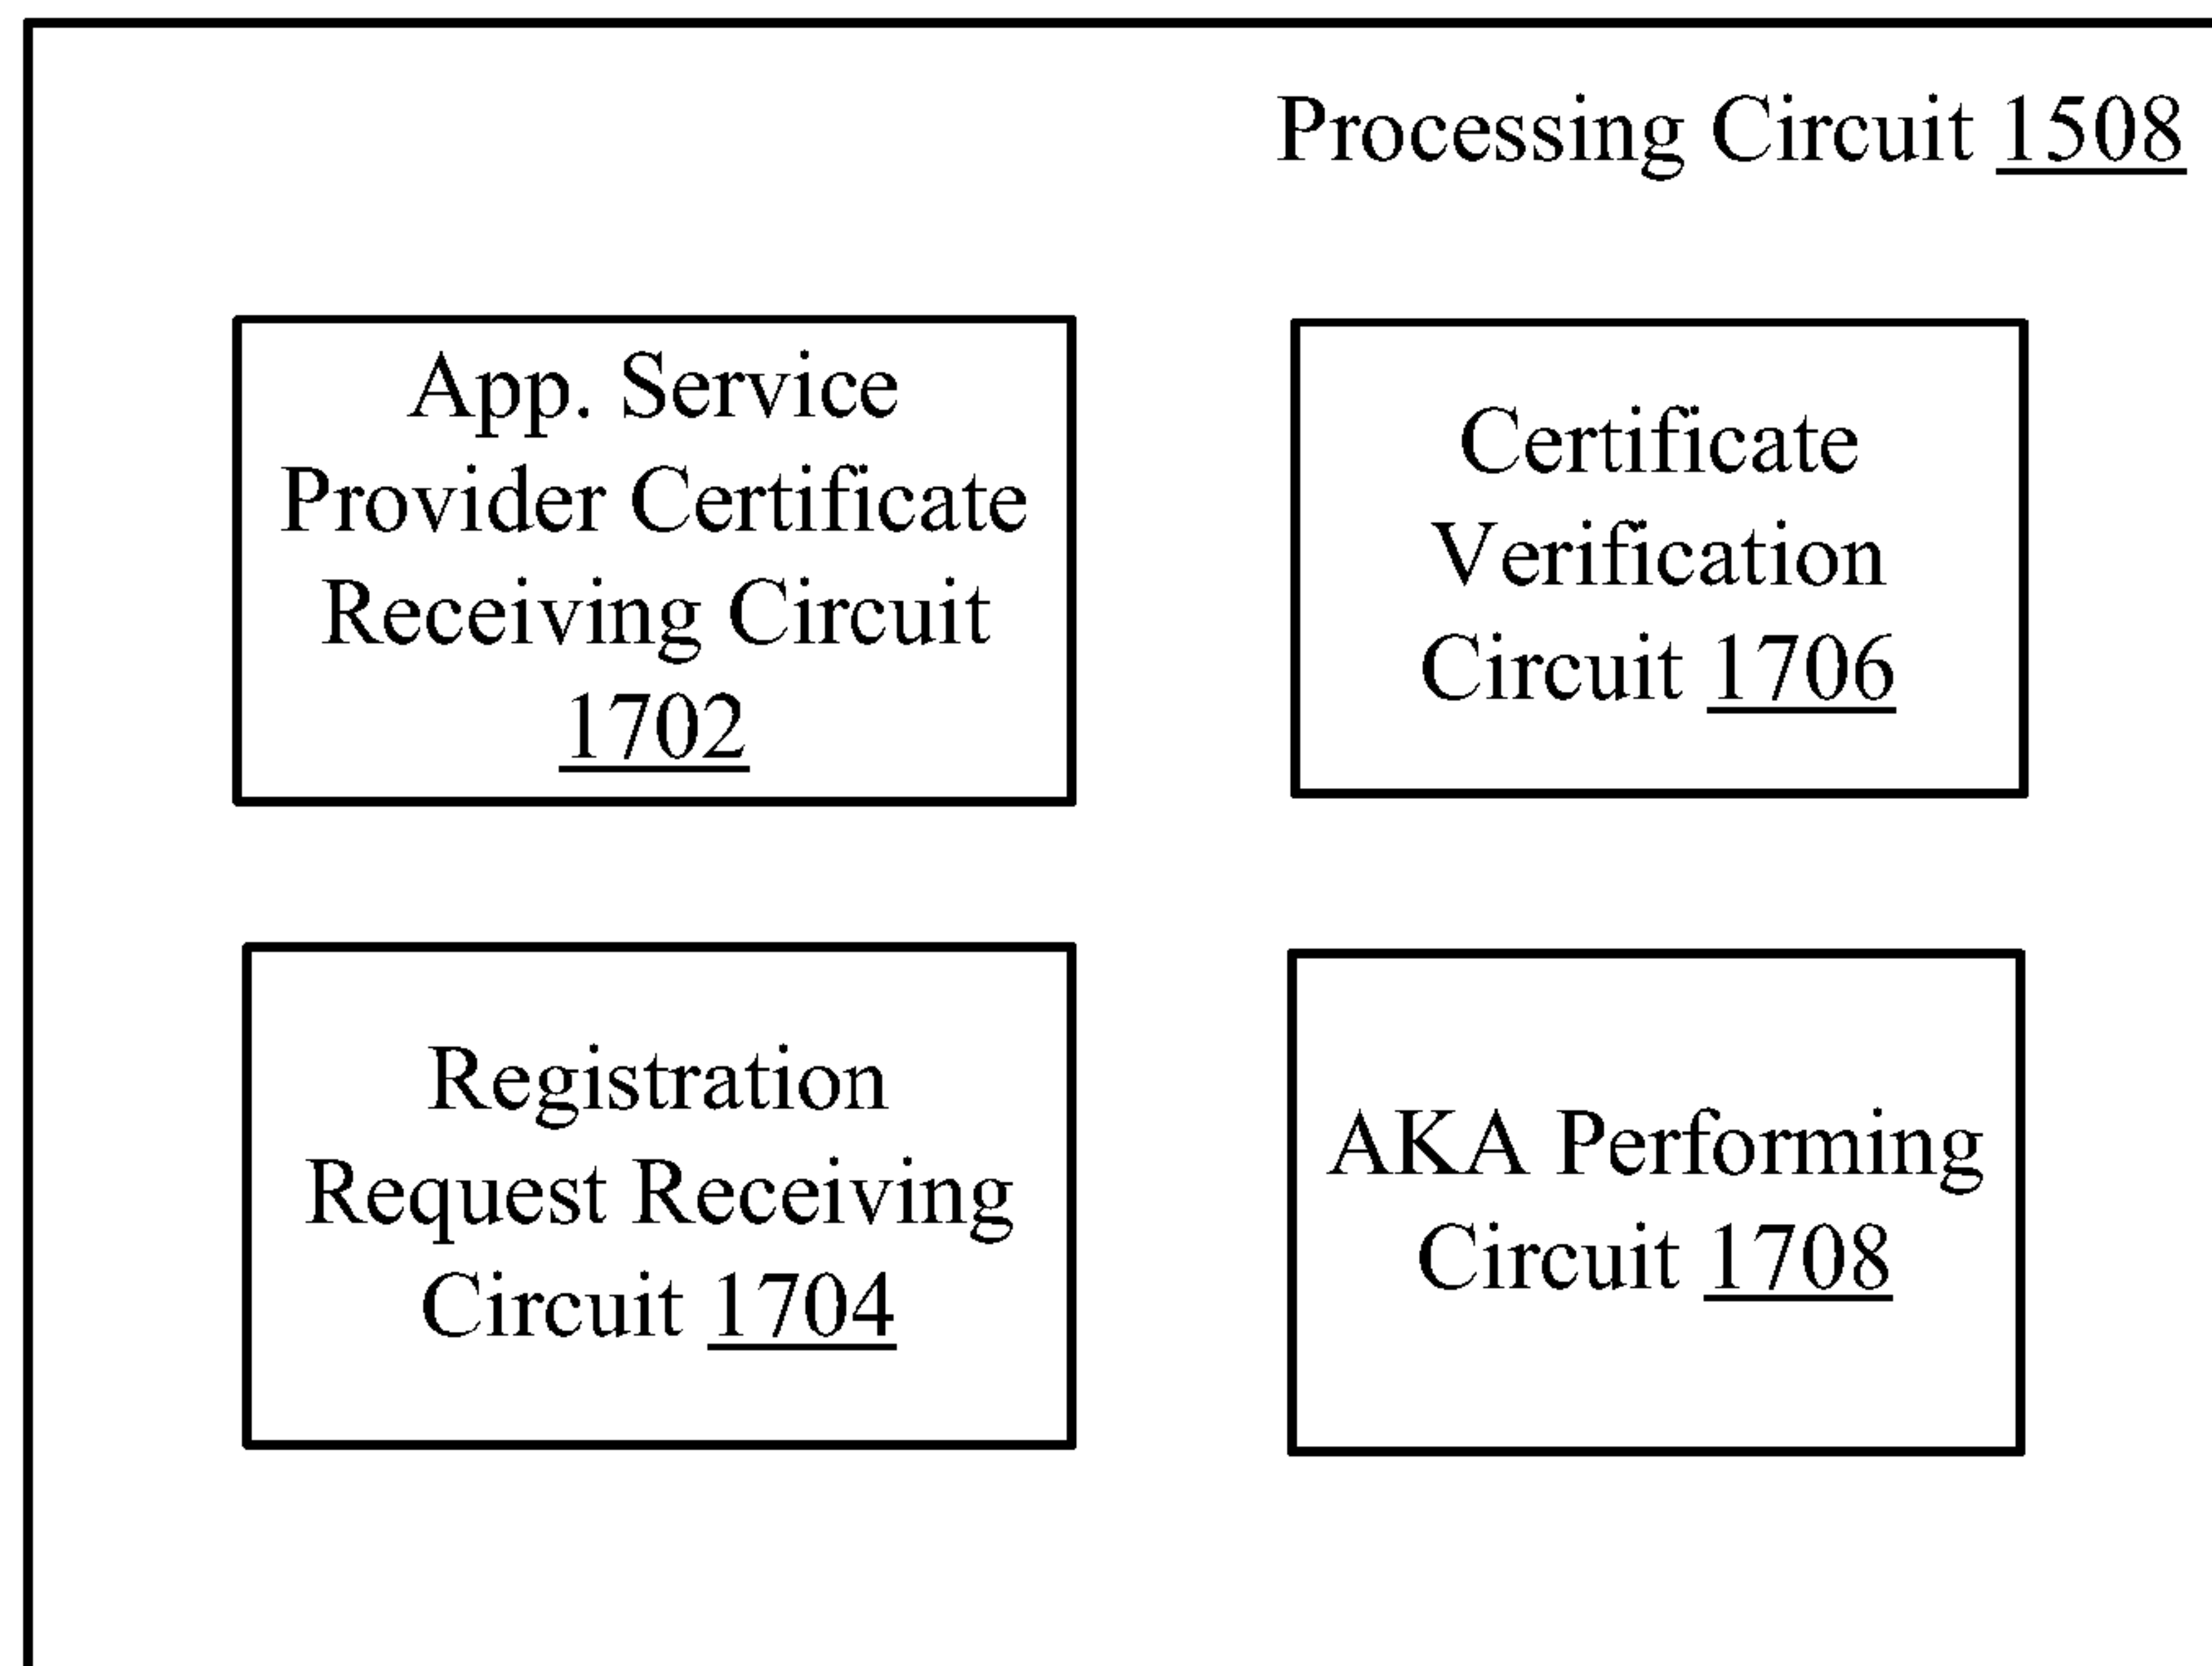 Processing Circuit 1508
App. Service
Provider Certificate
Receiving Circuit
1702
Certificate
Verification
Circuit 1706
Registration
Request Receiving
Circuit 1704
AKA Performing
Circuit 1708